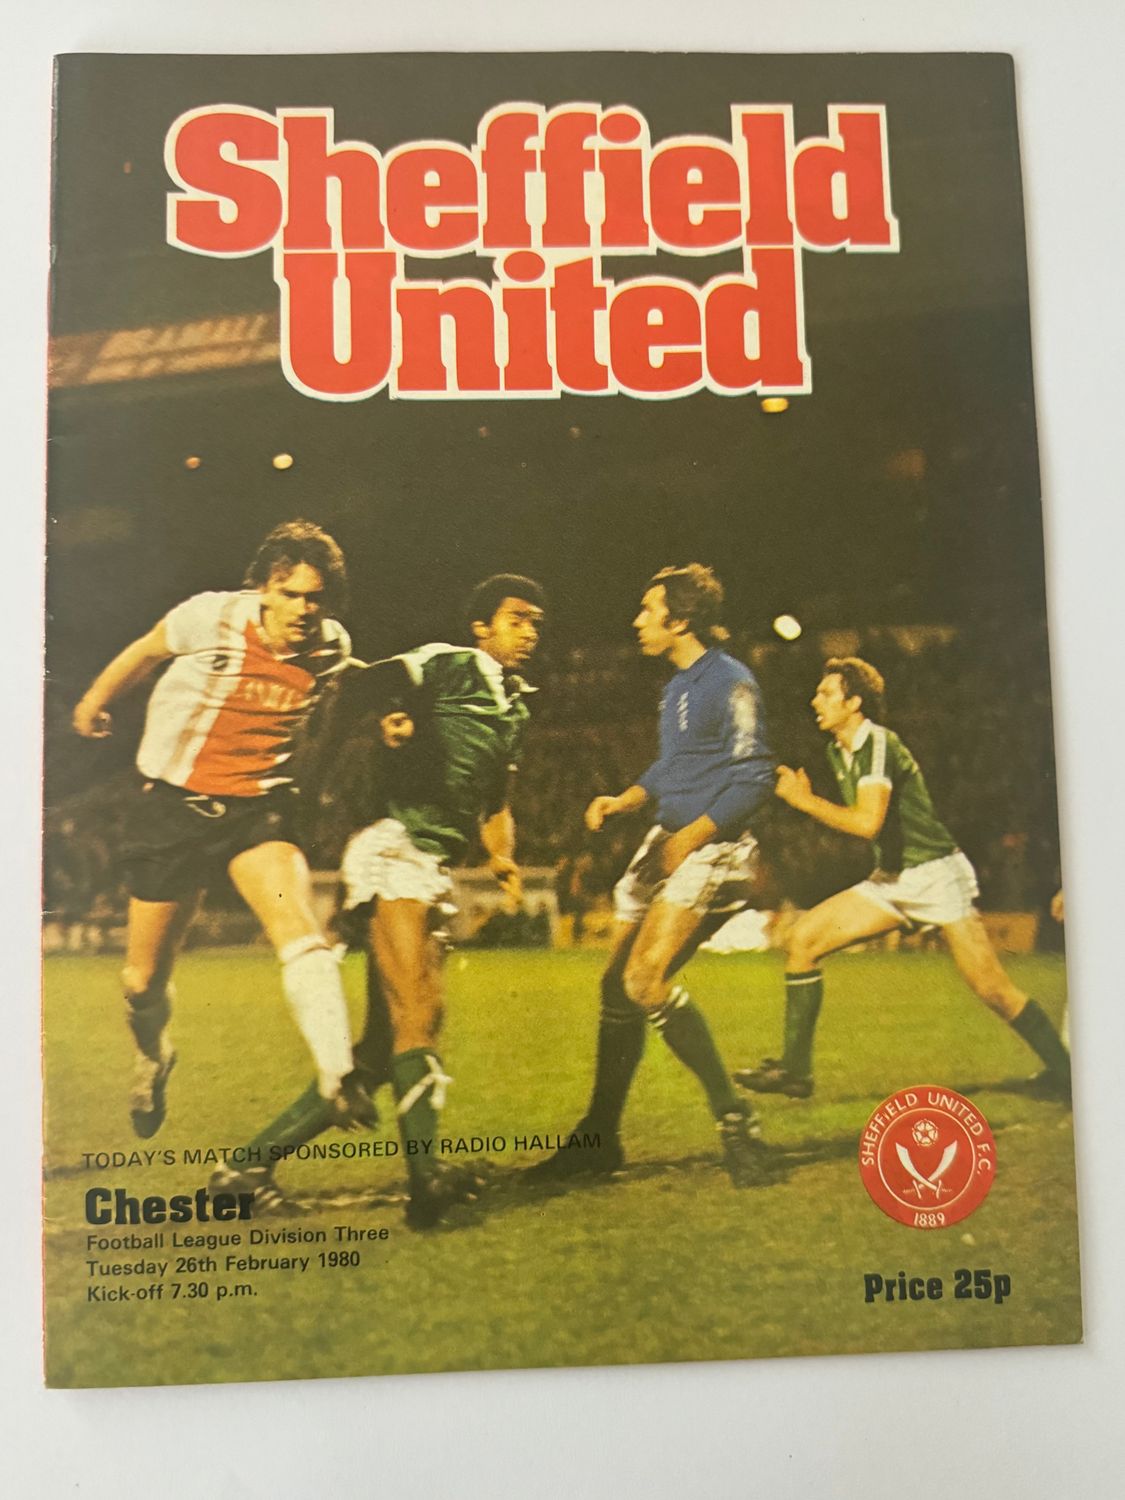 Sheffield
United
TODAY'S MATCH SPONSORED BY RADIO HALLAM
Chester
Football League Division Three
Tuesday 26th February 1980
Kick-off 7.30 p.m.
SHEFFIELD UNITED F.C.
1889
Price 25p